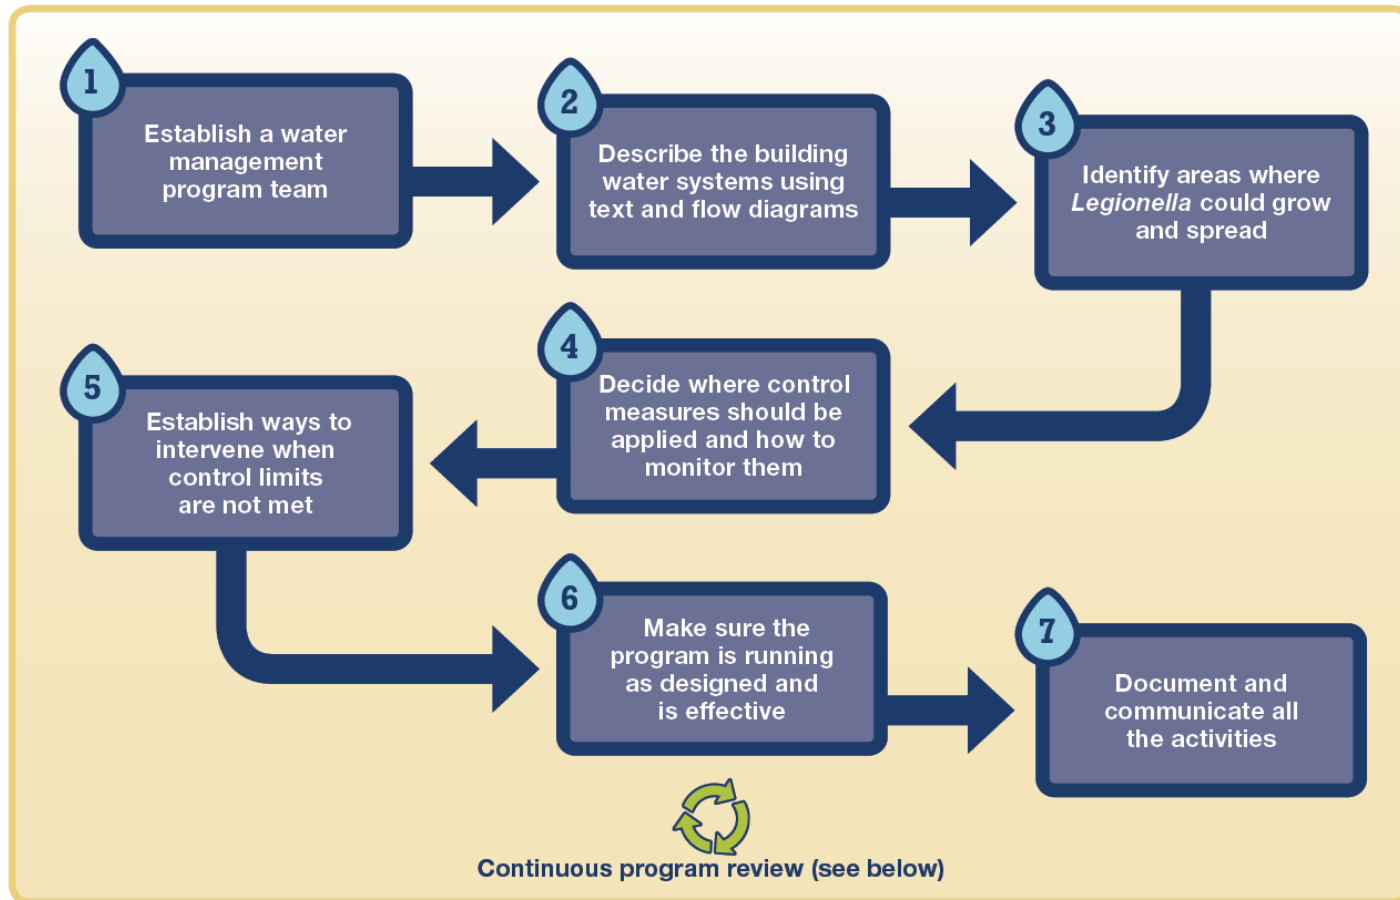 1
Establish a water
management
program team
2
Describe the building
water systems using
text and flow diagrams
3
Identify areas where
Legionella could grow
and spread
4
Decide where control
measures should be
applied and how to
monitor them
5
Establish ways to
intervene when
control limits
are not met
6
Make sure the
program is running
as designed and
is effective
7
Document and
communicate all
the activities
Continuous program review (see below)